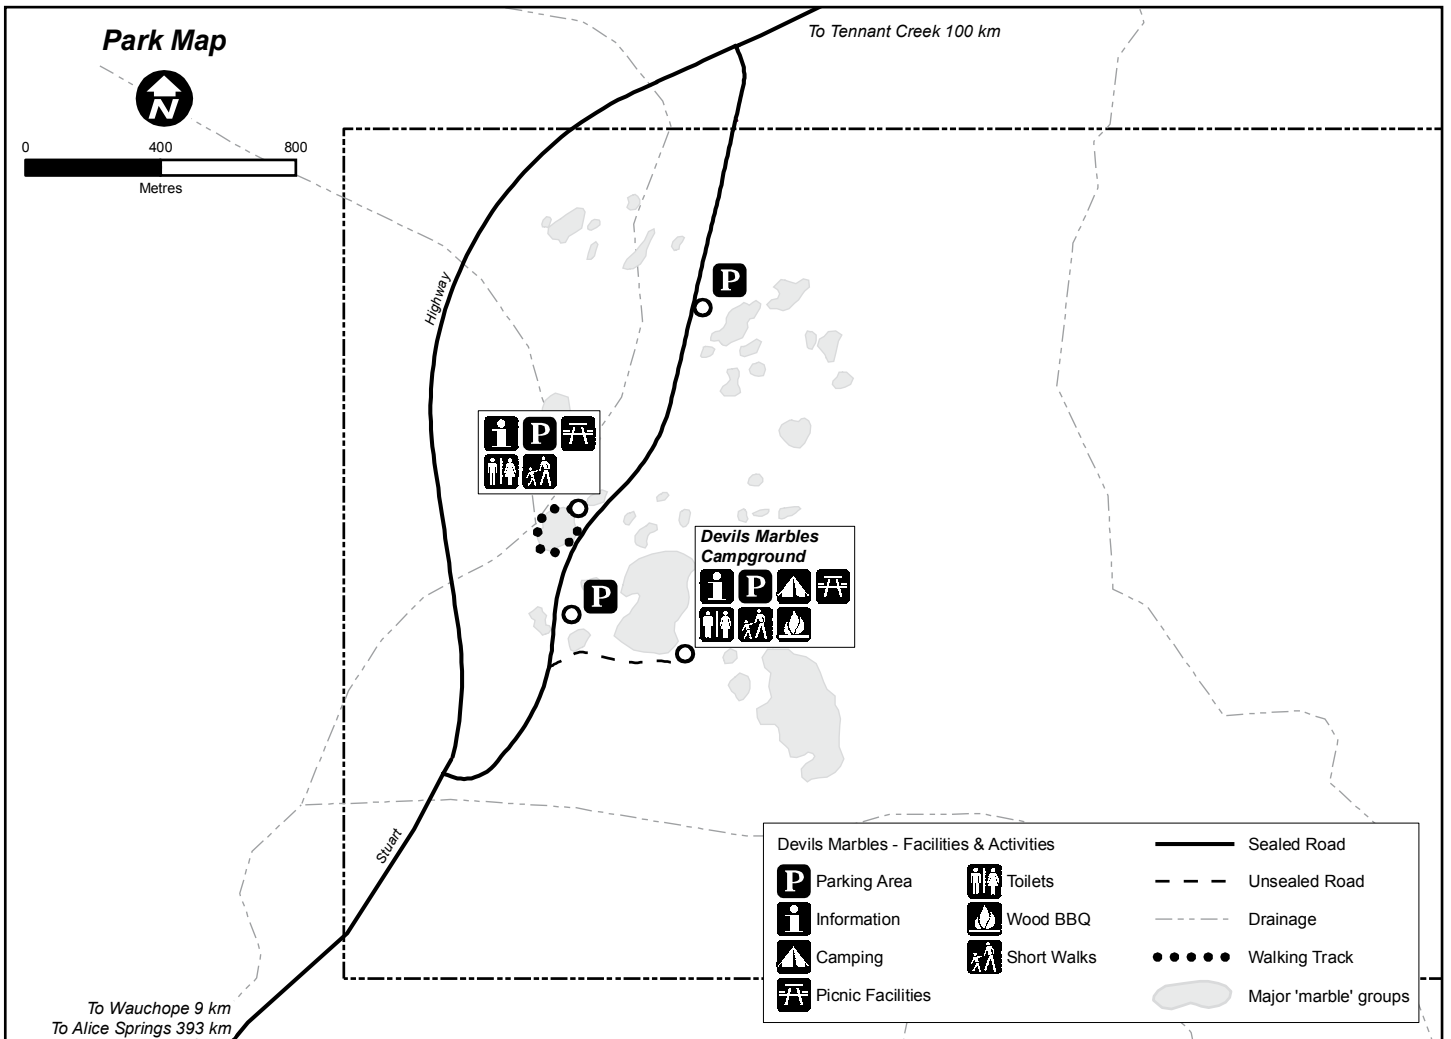 Park Map
N
0 400 800
Metres
To Tennant Creek 100 km
Highway
P
i P
Devils Marbles
Campground
i P
P
Stuart
To Wauchope 9 km
To Alice Springs 393 km
Devils Marbles - Facilities & Activities
P Parking Area
i Information
Camping
Picnic Facilities
Toilets
Wood BBQ
Short Walks
Sealed Road
Unsealed Road
Drainage
Walking Track
Major 'marble' groups